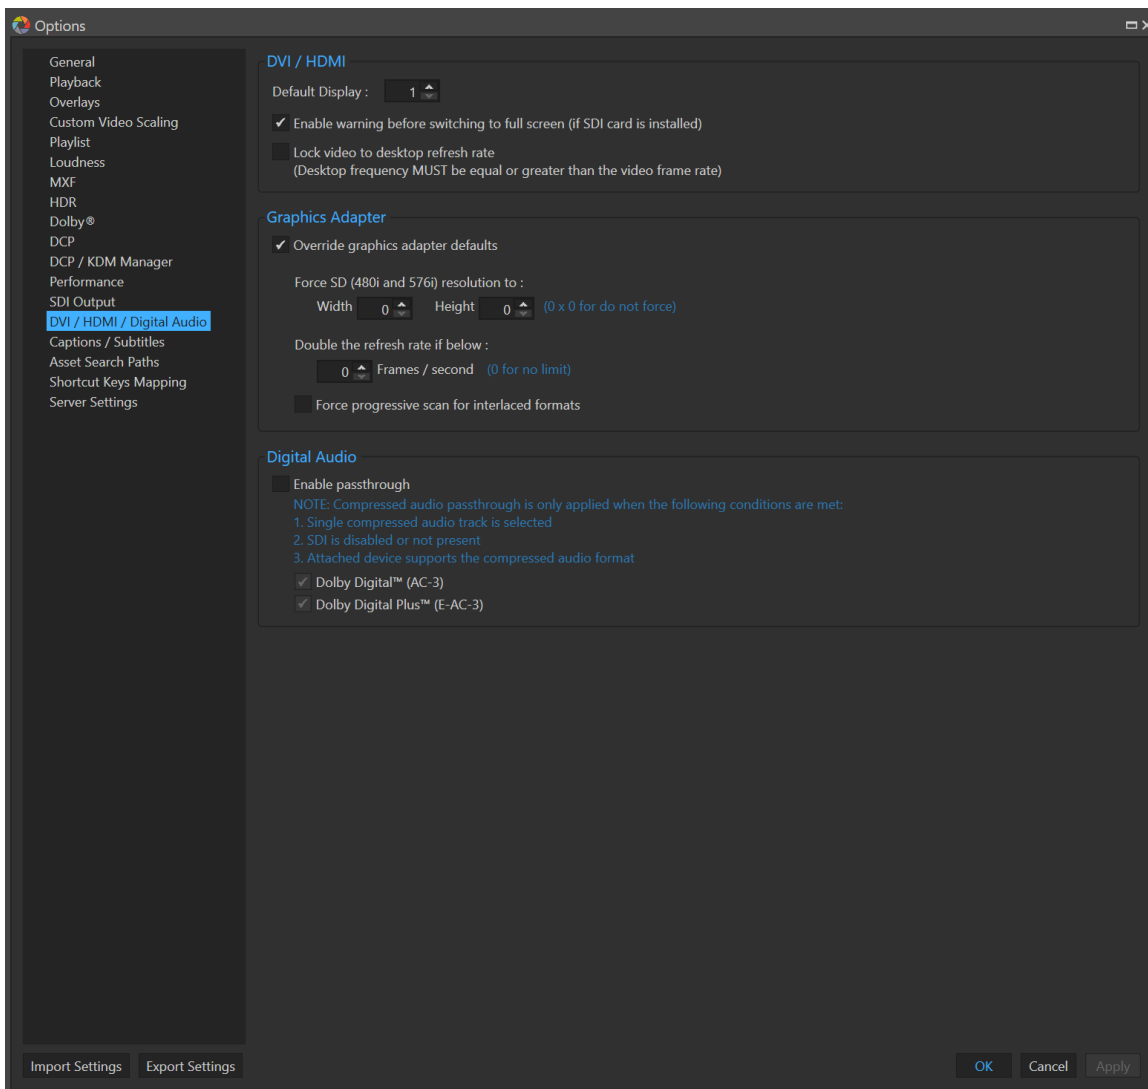 Options
General
Playback
Overlays
Custom Video Scaling
Playlist
Loudness
MXF
HDR
Dolby®
DCP
DCP / KDM Manager
Performance
SDI Output
DVI / HDMI / Digital Audio
Captions / Subtitles
Asset Search Paths
Shortcut Keys Mapping
Server Settings
DVI / HDMI
Default Display : 1
Enable warning before switching to full screen (if SDI card is installed)
Lock video to desktop refresh rate
(Desktop frequency MUST be equal or greater than the video frame rate)
Graphics Adapter
Override graphics adapter defaults
Force SD (480i and 576i) resolution to :
Width 0 Height 0 (0 x 0 for do not force)
Double the refresh rate if below :
0 Frames / second (0 for no limit)
Force progressive scan for interlaced formats
Digital Audio
Enable passthrough
NOTE: Compressed audio passthrough is only applied when the following conditions are met:
1. Single compressed audio track is selected
2. SDI is disabled or not present
3. Attached device supports the compressed audio format
Dolby Digital™ (AC-3)
Dolby Digital Plus™ (E-AC-3)
Import Settings Export Settings OK Cancel Apply